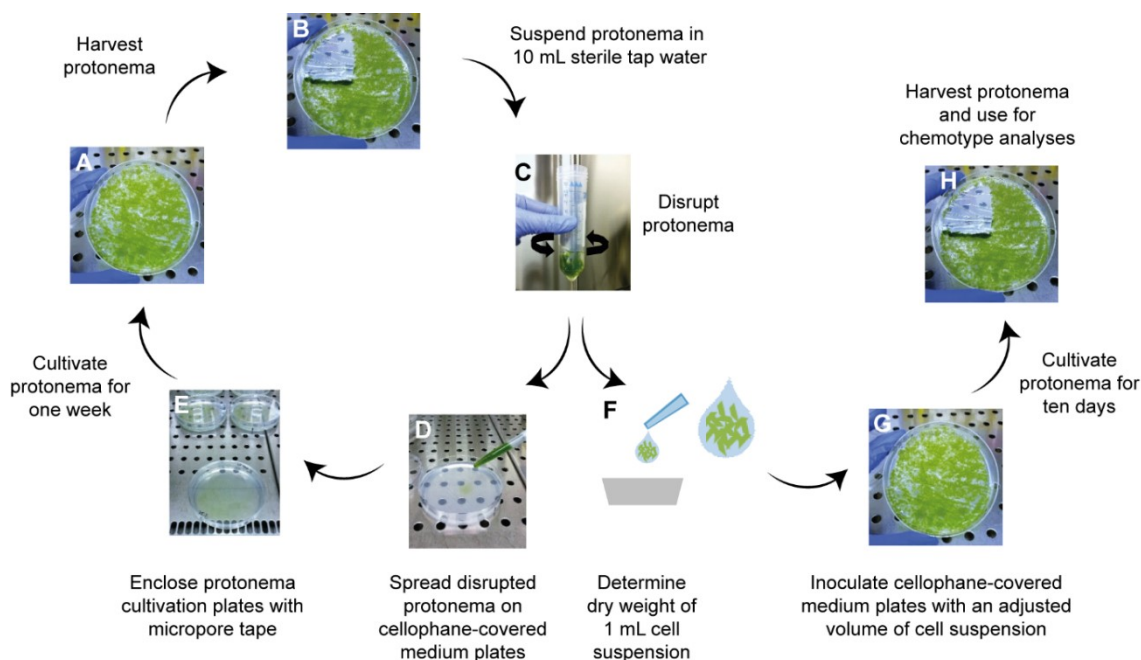 A
Harvest
protonema
B
Suspend protonema in
10 mL sterile tap water
C
Disrupt
protonema
D
Spread disrupted
protonema on
cellophane-covered
medium plates
E
Enclose protonema
cultivation plates with
micropore tape
Cultivate
protonema for
one week
F
Determine
dry weight of
1 mL cell
suspension
G
Inoculate cellophane-covered
medium plates with an adjusted
volume of cell suspension
Cultivate
protonema for
ten days
H
Harvest protonema
and use for
chemotype analyses